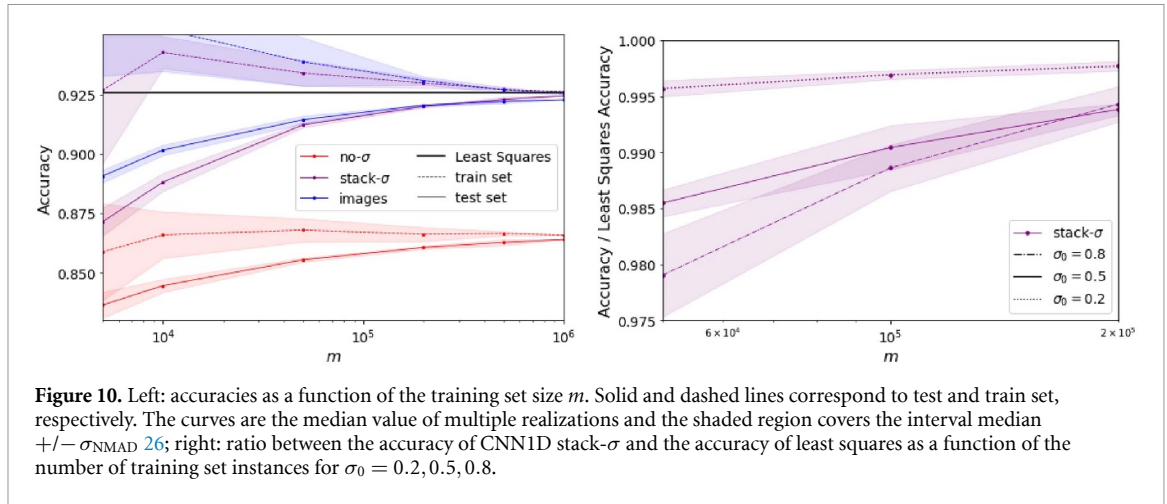 Accuracy
0.925
0.900
0.875
0.850
no-σ
stack-σ
images
Least Squares
train set
test set
10⁴
10⁵
10⁶
m
Accuracy / Least Squares Accuracy
1.000
0.995
0.990
0.985
0.980
0.975
stack-σ
σ₀ = 0.8
σ₀ = 0.5
σ₀ = 0.2
6 × 10⁴
10⁵
2 × 10⁵
m
Figure 10. Left: accuracies as a function of the training set size m. Solid and dashed lines correspond to test and train set,
respectively. The curves are the median value of multiple realizations and the shaded region covers the interval median
+/− σNMAD 26; right: ratio between the accuracy of CNN1D stack-σ and the accuracy of least squares as a function of the
number of training set instances for σ₀ = 0.2, 0.5, 0.8.